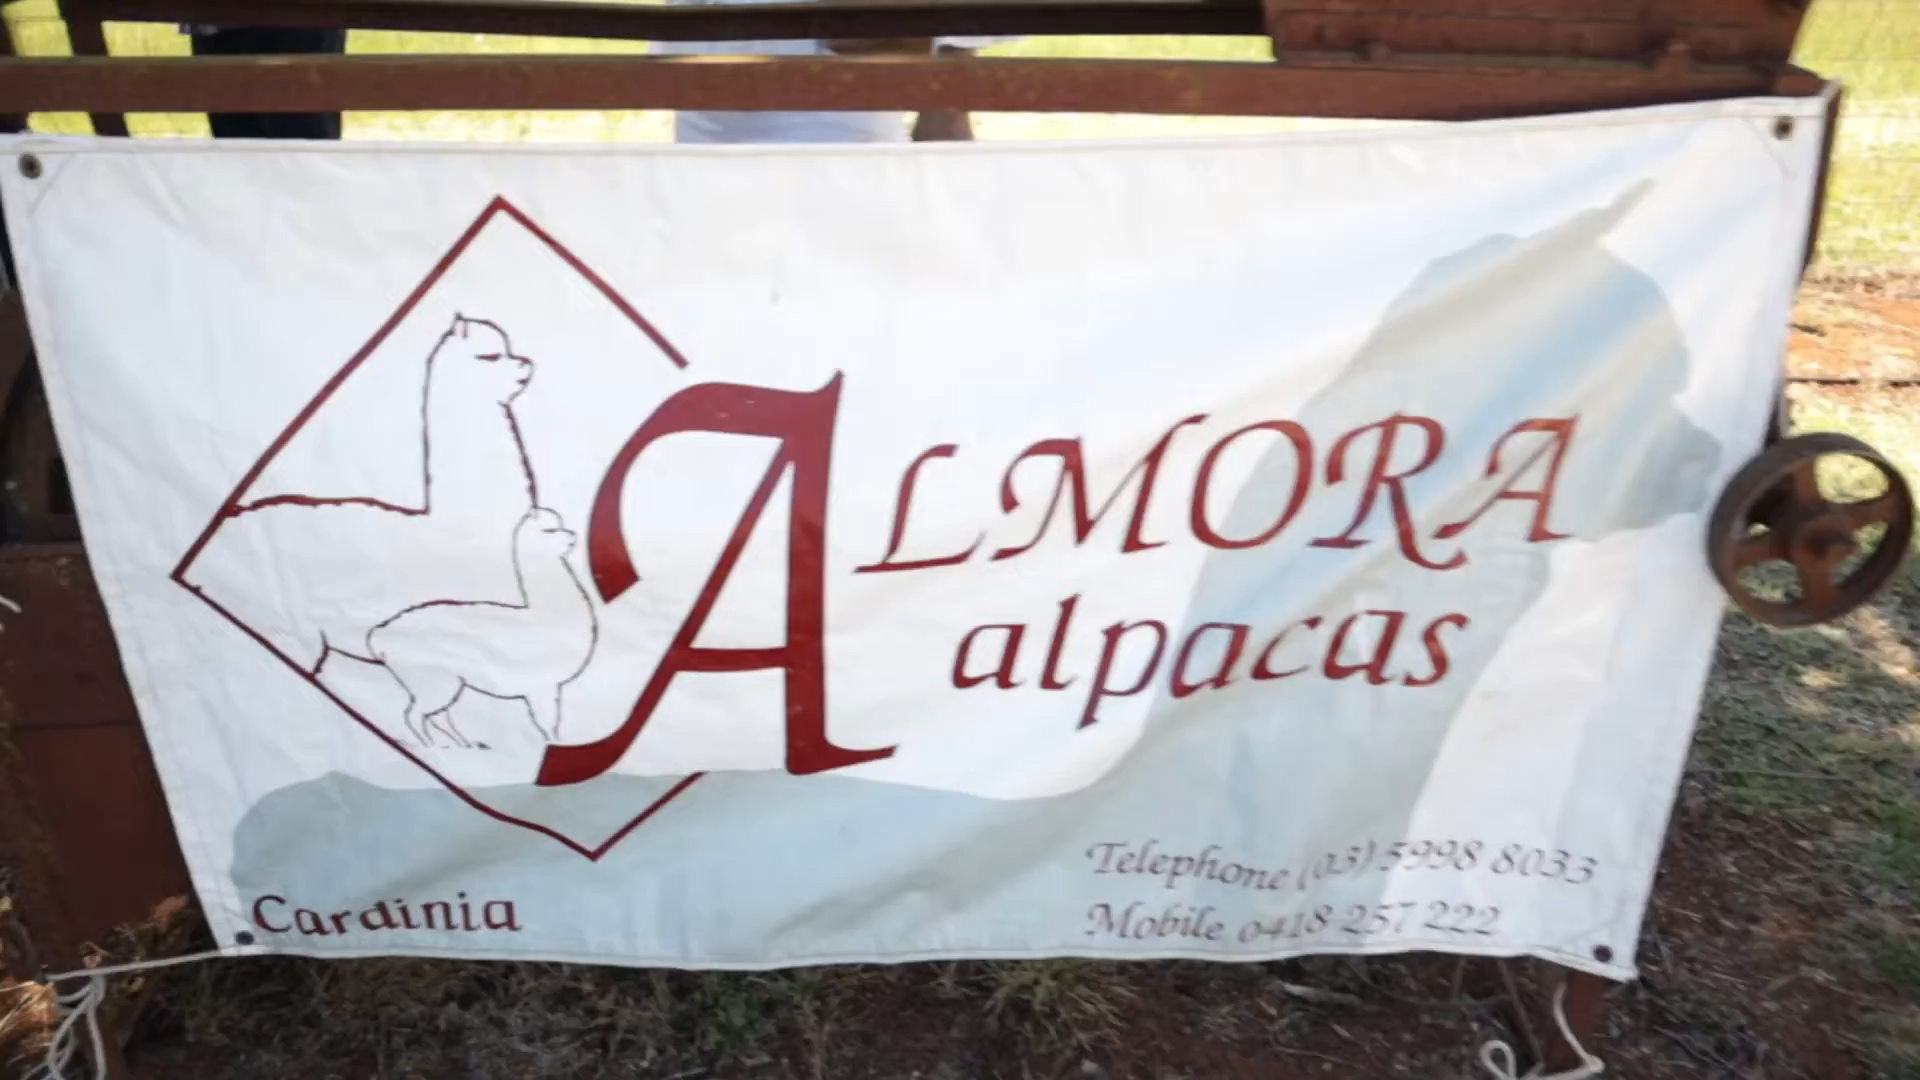 ALMORA
alpacas
Cardinia
Telephone (03) 5998 8033
Mobile 0418 257 222